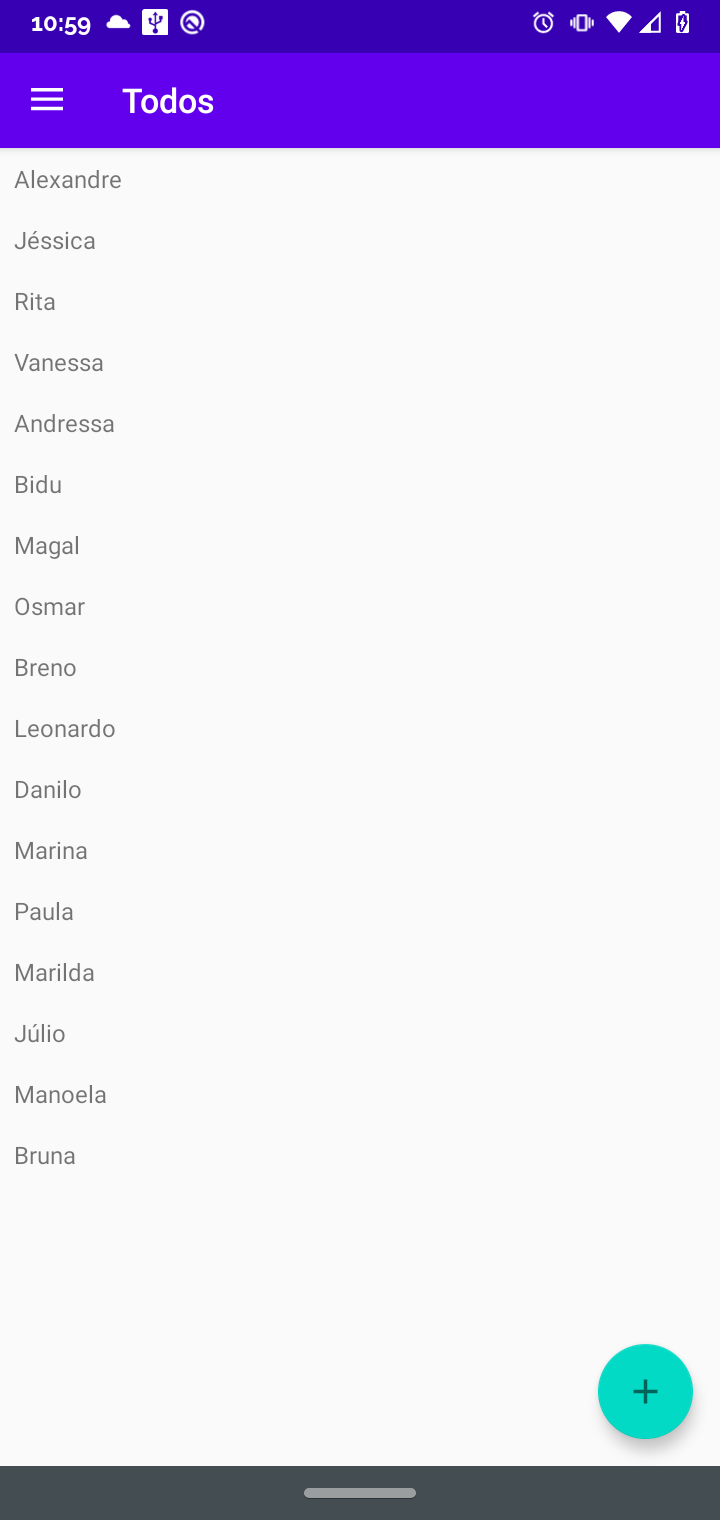 10:59
Todos
Alexandre
Jéssica
Rita
Vanessa
Andressa
Bidu
Magal
Osmar
Breno
Leonardo
Danilo
Marina
Paula
Marilda
Júlio
Manoela
Bruna